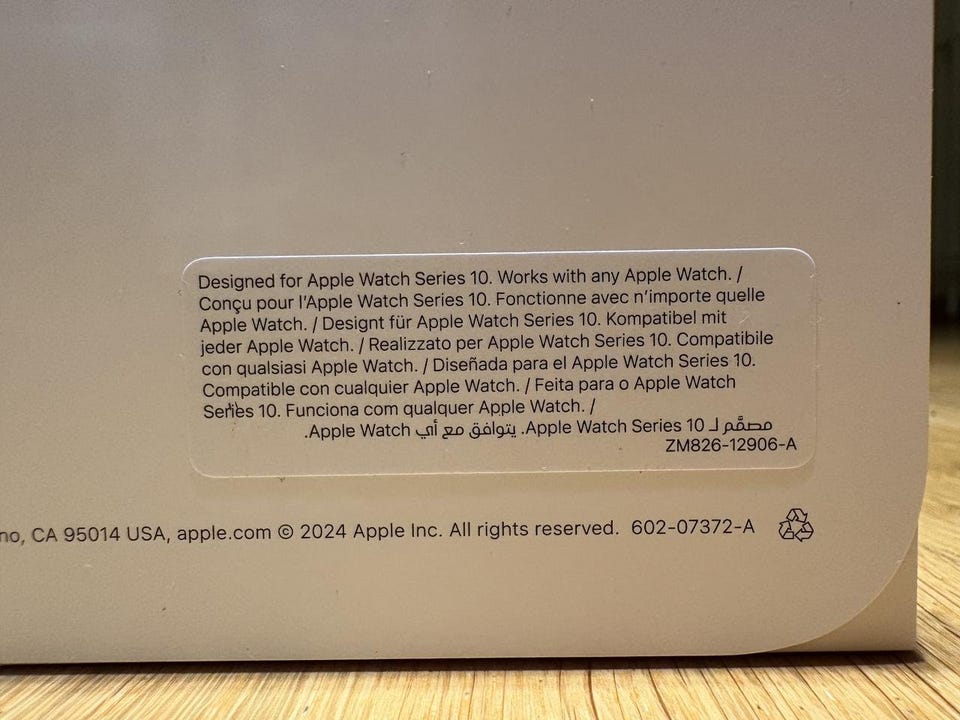 Designed for Apple Watch Series 10. Works with any Apple Watch. /
Conçu pour l’Apple Watch Series 10. Fonctionne avec n’importe quelle
Apple Watch. / Designt für Apple Watch Series 10. Kompatibel mit
jeder Apple Watch. / Realizzato per Apple Watch Series 10. Compatibile
con qualsiasi Apple Watch. / Diseñada para el Apple Watch Series 10.
Compatible con cualquier Apple Watch. / Feita para o Apple Watch
Series 10. Funciona com qualquer Apple Watch. /
مصمَّم لـ Apple Watch Series 10. يتوافق مع أي Apple Watch.
ZM826-12906-A
no, CA 95014 USA, apple.com © 2024 Apple Inc. All rights reserved. 602-07372-A